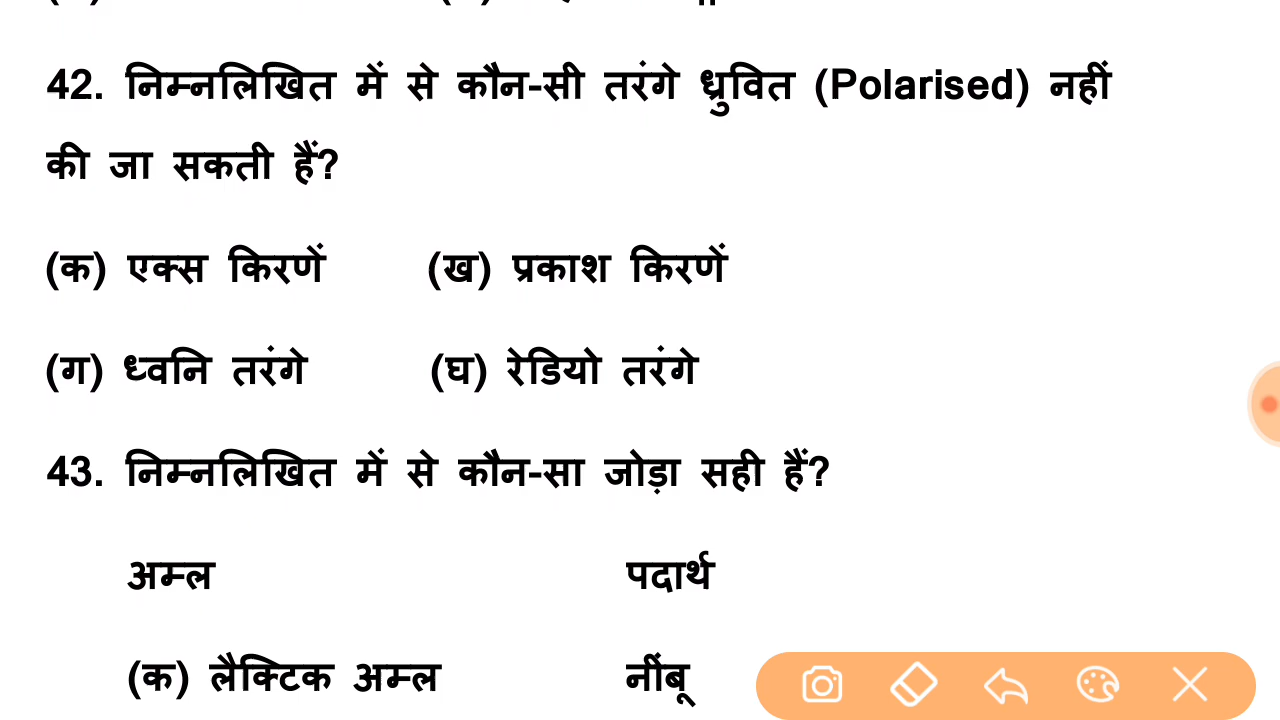 42. निम्नलिखित में से कौन-सी तरंगे ध्रुवित (Polarised) नहीं
की जा सकती हैं?
(क) एक्स किरणें (ख) प्रकाश किरणें
(ग) ध्वनि तरंगे (घ) रेडियो तरंगे
43. निम्नलिखित में से कौन-सा जोड़ा सही हैं?
अम्ल पदार्थ
(क) लैक्टिक अम्ल नींबू